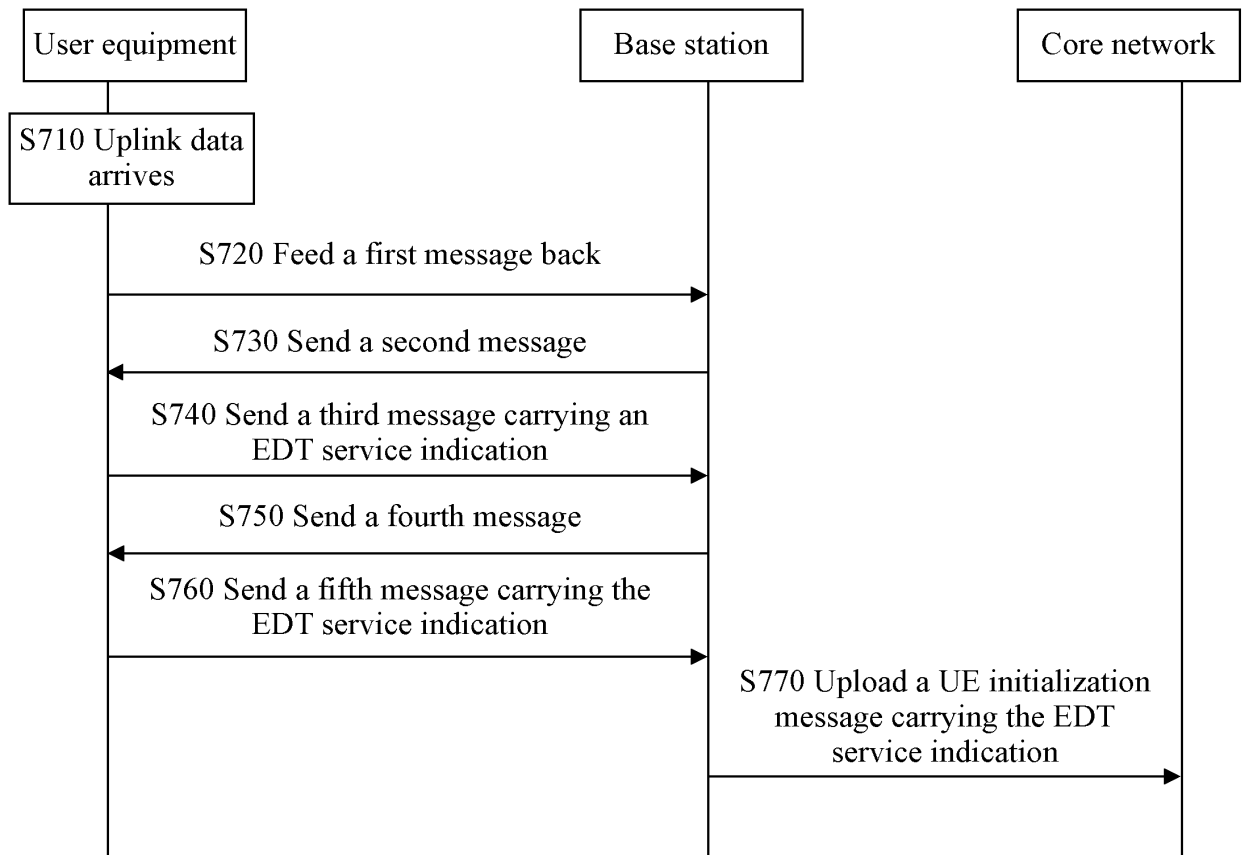 User equipment
Base station
Core network
S710 Uplink data
arrives
S720 Feed a first message back
S730 Send a second message
S740 Send a third message carrying an
EDT service indication
S750 Send a fourth message
S760 Send a fifth message carrying the
EDT service indication
S770 Upload a UE initialization
message carrying the EDT
service indication